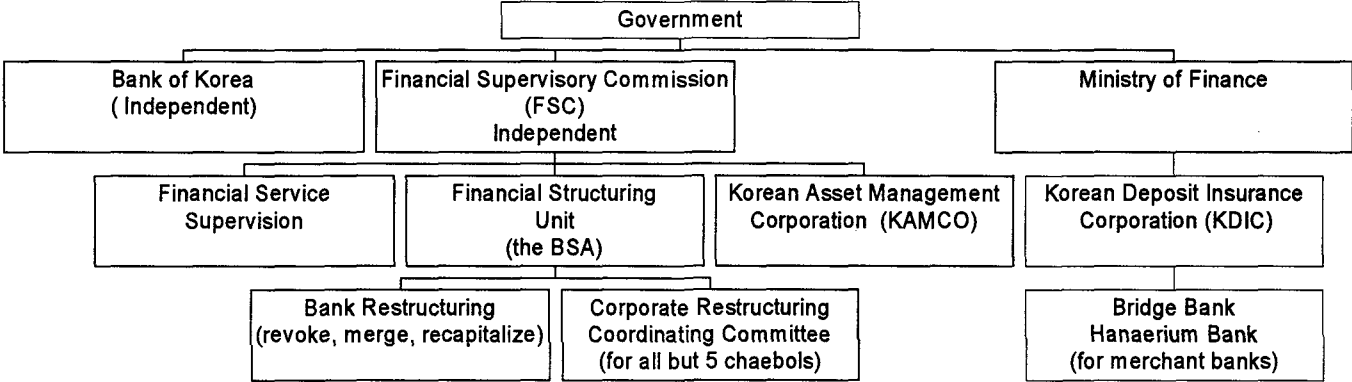 Government
Bank of Korea
( Independent)
Financial Supervisory Commission
(FSC)
Independent
Ministry of Finance
Financial Service
Supervision
Financial Structuring
Unit
(the BSA)
Korean Asset Management
Corporation (KAMCO)
Korean Deposit Insurance
Corporation (KDIC)
Bank Restructuring
(revoke, merge, recapitalize)
Corporate Restructuring
Coordinating Committee
(for all but 5 chaebols)
Bridge Bank
Hanaerium Bank
(for merchant banks)